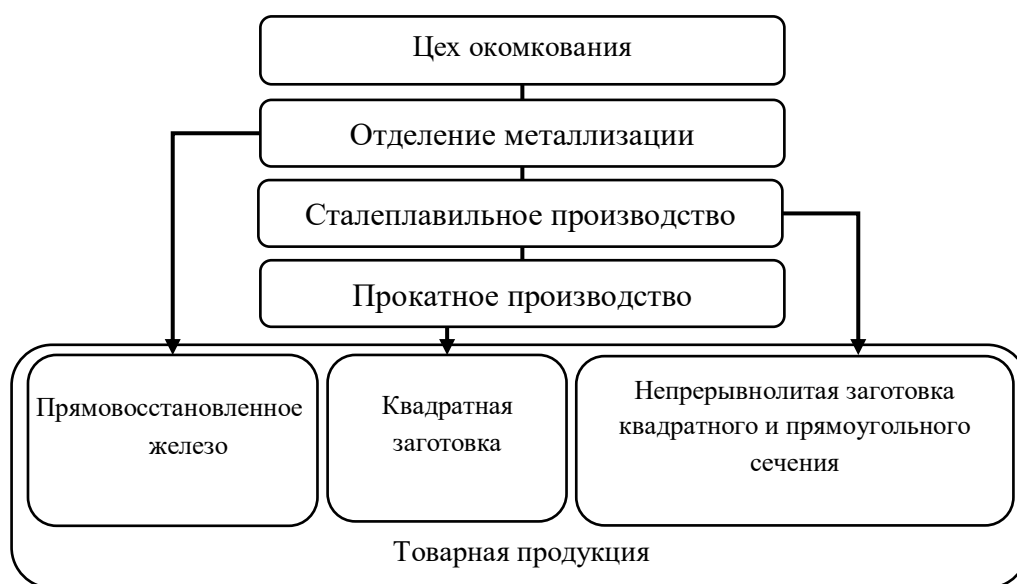 Цех окомкования
Отделение металлизации
Сталеплавильное производство
Прокатное производство
Прямовосстановленное
железо
Квадратная
заготовка
Непрерывнолитая заготовка
квадратного и прямоугольного
сечения
Товарная продукция